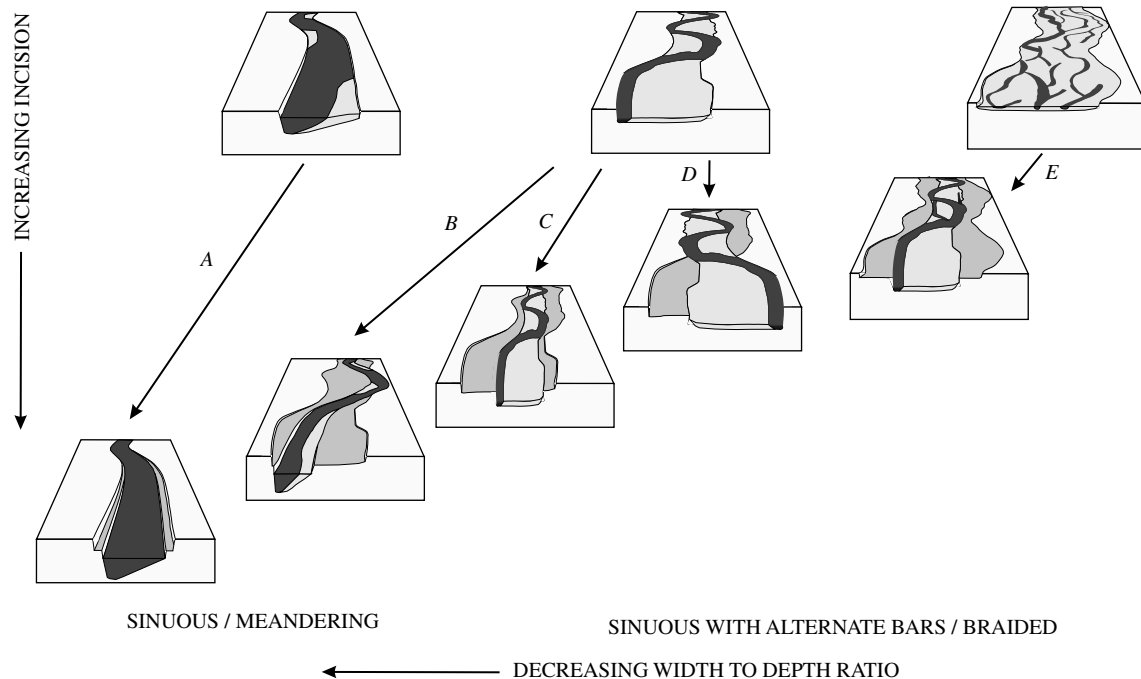 INCREASING INCISION
A
B
C
D
E
SINUOUS / MEANDERING
SINUOUS WITH ALTERNATE BARS / BRAIDED
DECREASING WIDTH TO DEPTH RATIO